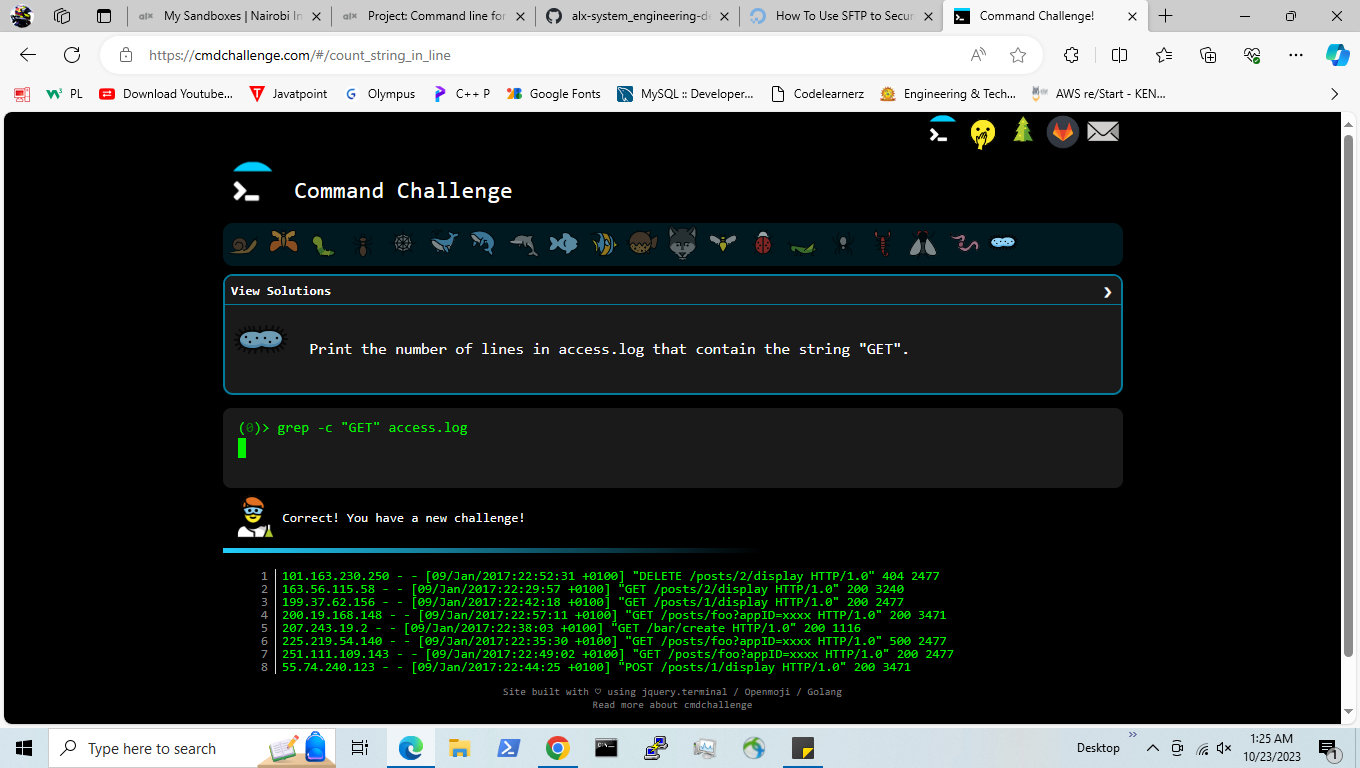 My Sandboxes | Nairobi In
Project: Command line for
alx-system_engineering-de
How To Use SFTP to Secur
Command Challenge!
https://cmdchallenge.com/#/count_string_in_line
PL
Download Youtube...
Javatpoint
Olympus
C++ P
Google Fonts
MySQL :: Developer...
Codelearnerz
Engineering & Tech...
AWS re/Start - KEN...
Command Challenge
View Solutions
Print the number of lines in access.log that contain the string "GET".
(0)> grep -c "GET" access.log
Correct! You have a new challenge!
1 101.163.230.250 - - [09/Jan/2017:22:52:31 +0100] "DELETE /posts/2/display HTTP/1.0" 404 2477
2 163.56.115.58 - - [09/Jan/2017:22:29:57 +0100] "GET /posts/2/display HTTP/1.0" 200 3240
3 199.37.62.156 - - [09/Jan/2017:22:42:18 +0100] "GET /posts/1/display HTTP/1.0" 200 2477
4 200.19.168.148 - - [09/Jan/2017:22:57:11 +0100] "GET /posts/foo?appID=xxxx HTTP/1.0" 200 3471
5 207.243.19.2 - - [09/Jan/2017:22:38:03 +0100] "GET /bar/create HTTP/1.0" 200 1116
6 225.219.54.140 - - [09/Jan/2017:22:35:30 +0100] "GET /posts/foo?appID=xxxx HTTP/1.0" 500 2477
7 251.111.109.143 - - [09/Jan/2017:22:49:02 +0100] "GET /posts/foo?appID=xxxx HTTP/1.0" 200 2477
8 55.74.240.123 - - [09/Jan/2017:22:44:25 +0100] "POST /posts/1/display HTTP/1.0" 200 3471
Site built with ♡ using jquery.terminal / Openmoji / Golang
Read more about cmdchallenge
Type here to search
Desktop
1:25 AM
10/23/2023
1